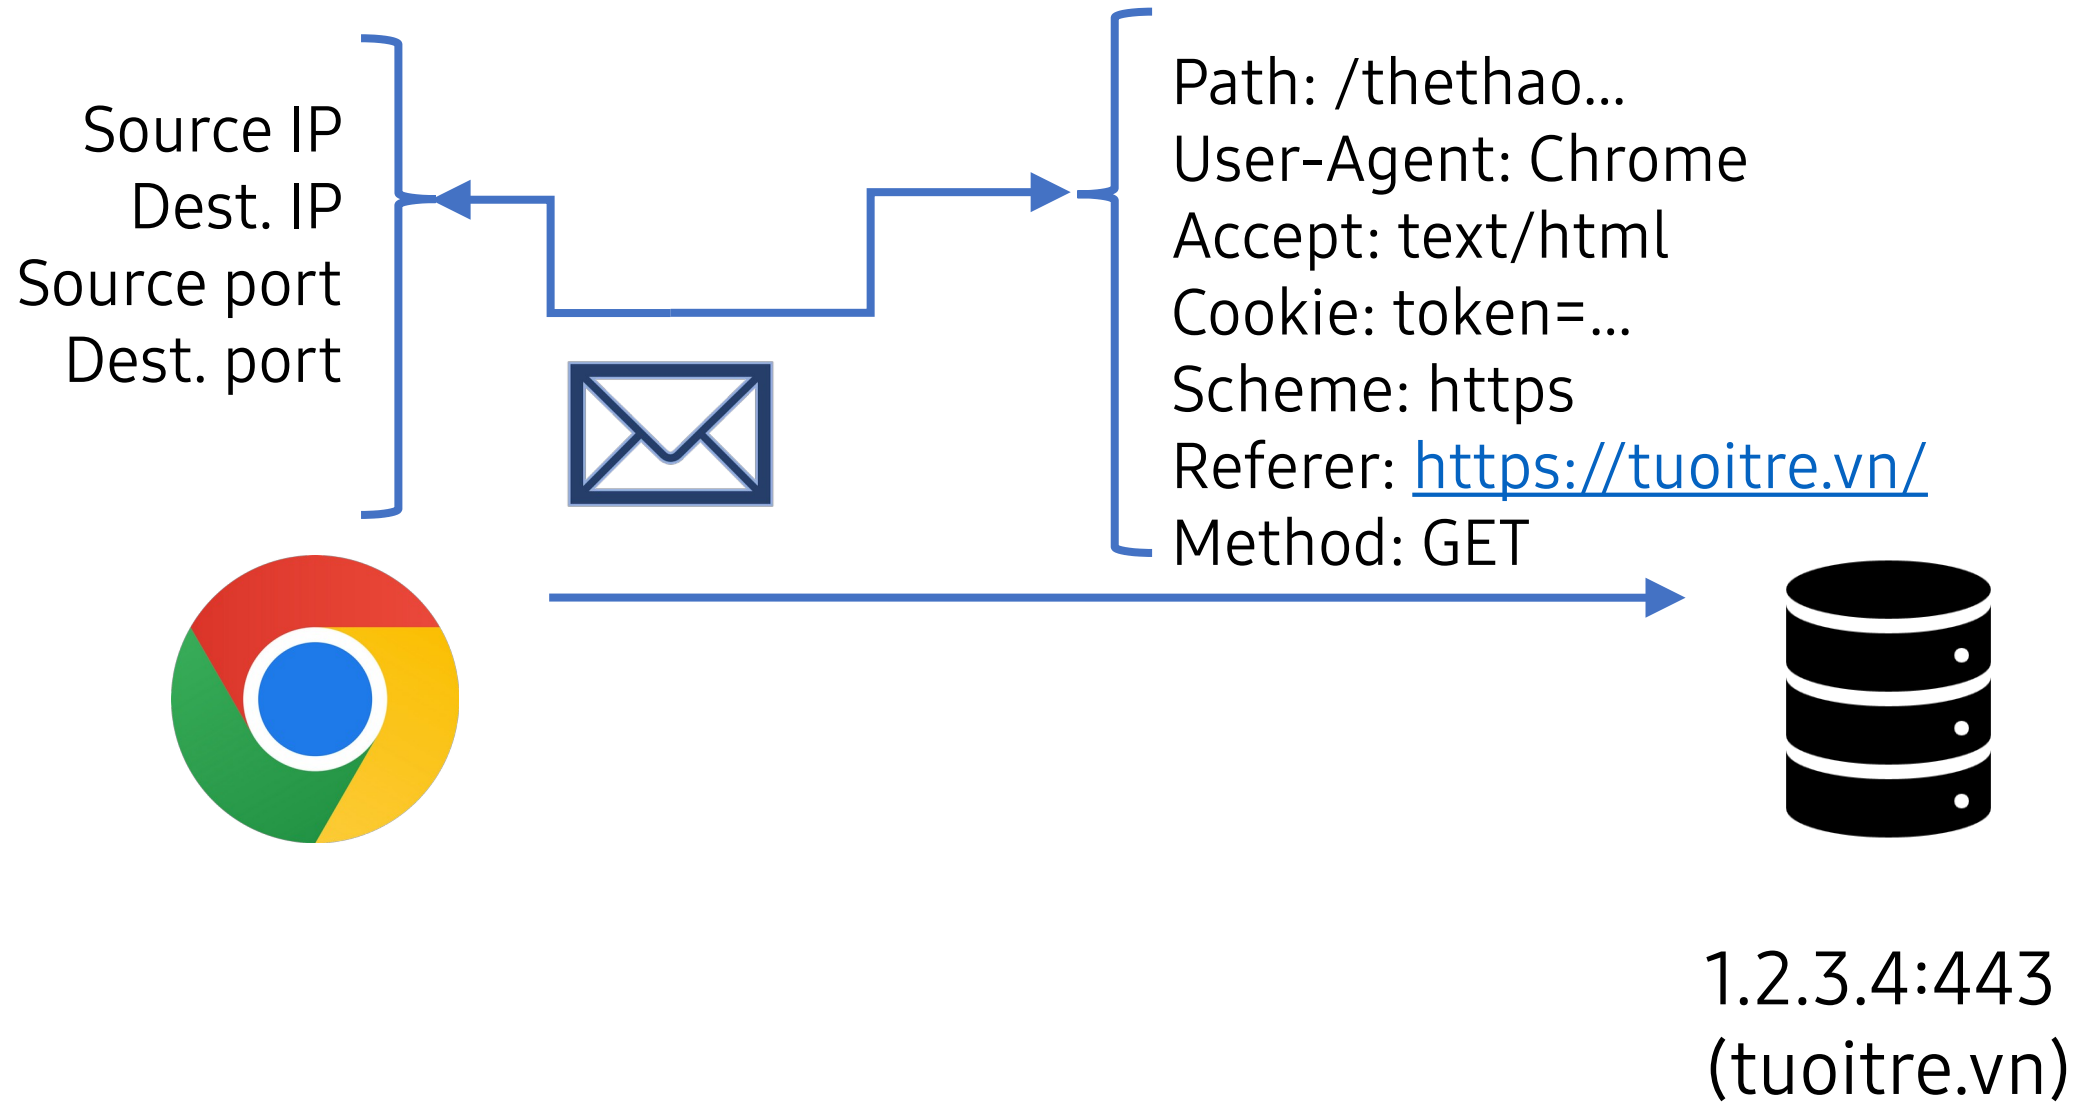 Source IP
Dest. IP
Source port
Dest. port
Path: /thethao...
User-Agent: Chrome
Accept: text/html
Cookie: token=...
Scheme: https
Referer: https://tuoitre.vn/
Method: GET
1.2.3.4:443
(tuoitre.vn)